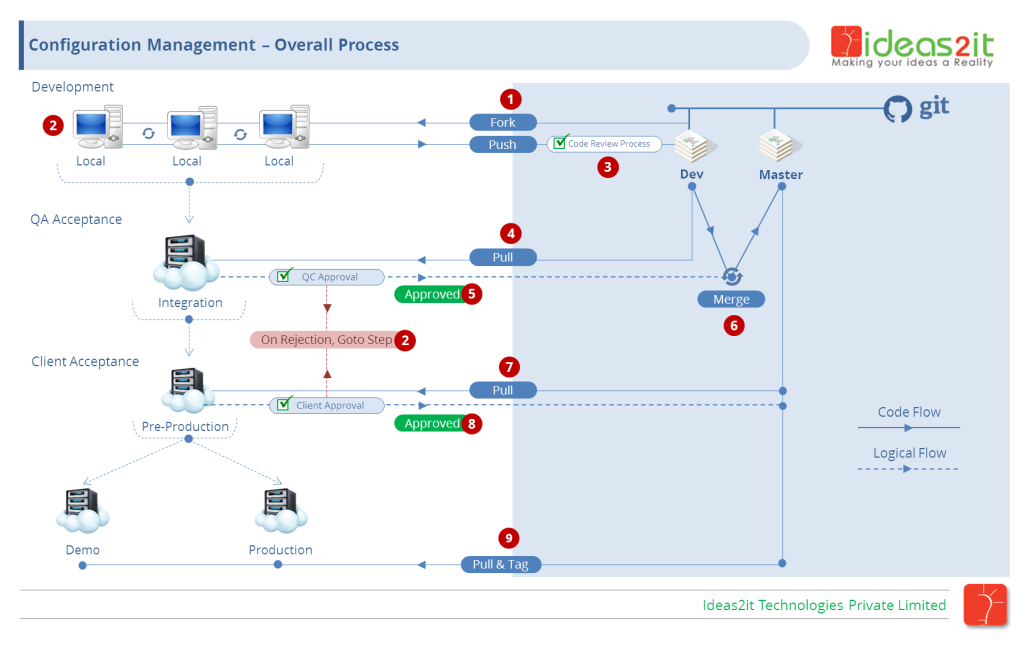 Configuration Management – Overall Process
ideas2it
Making your ideas a Reality
Development
git
1
2
Fork
Push
Code Review Process
3
Local
Local
Local
Dev
Master
QA Acceptance
4
Pull
QC Approval
Approved 5
Integration
Merge
6
On Rejection, Goto Step 2
Client Acceptance
7
Pull
Client Approval
Approved 8
Pre-Production
Code Flow
Logical Flow
Demo
Production
9
Pull & Tag
Ideas2it Technologies Private Limited